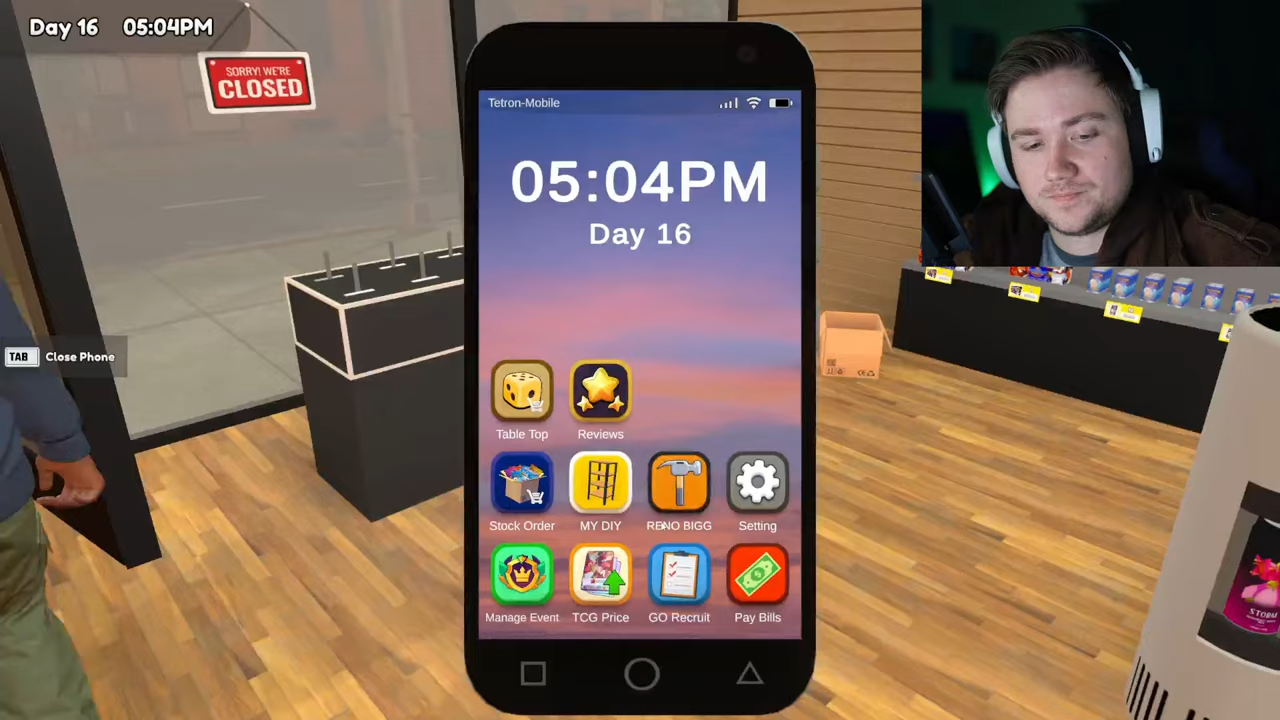 Day 16 05:04PM
SORRY! WE'RE
CLOSED
Tetron-Mobile
05:04PM
Day 16
TAB Close Phone
Table Top
Reviews
Stock Order
MY DIY
RENO BIGG
Setting
Manage Event
TCG Price
GO Recruit
Pay Bills
STORM